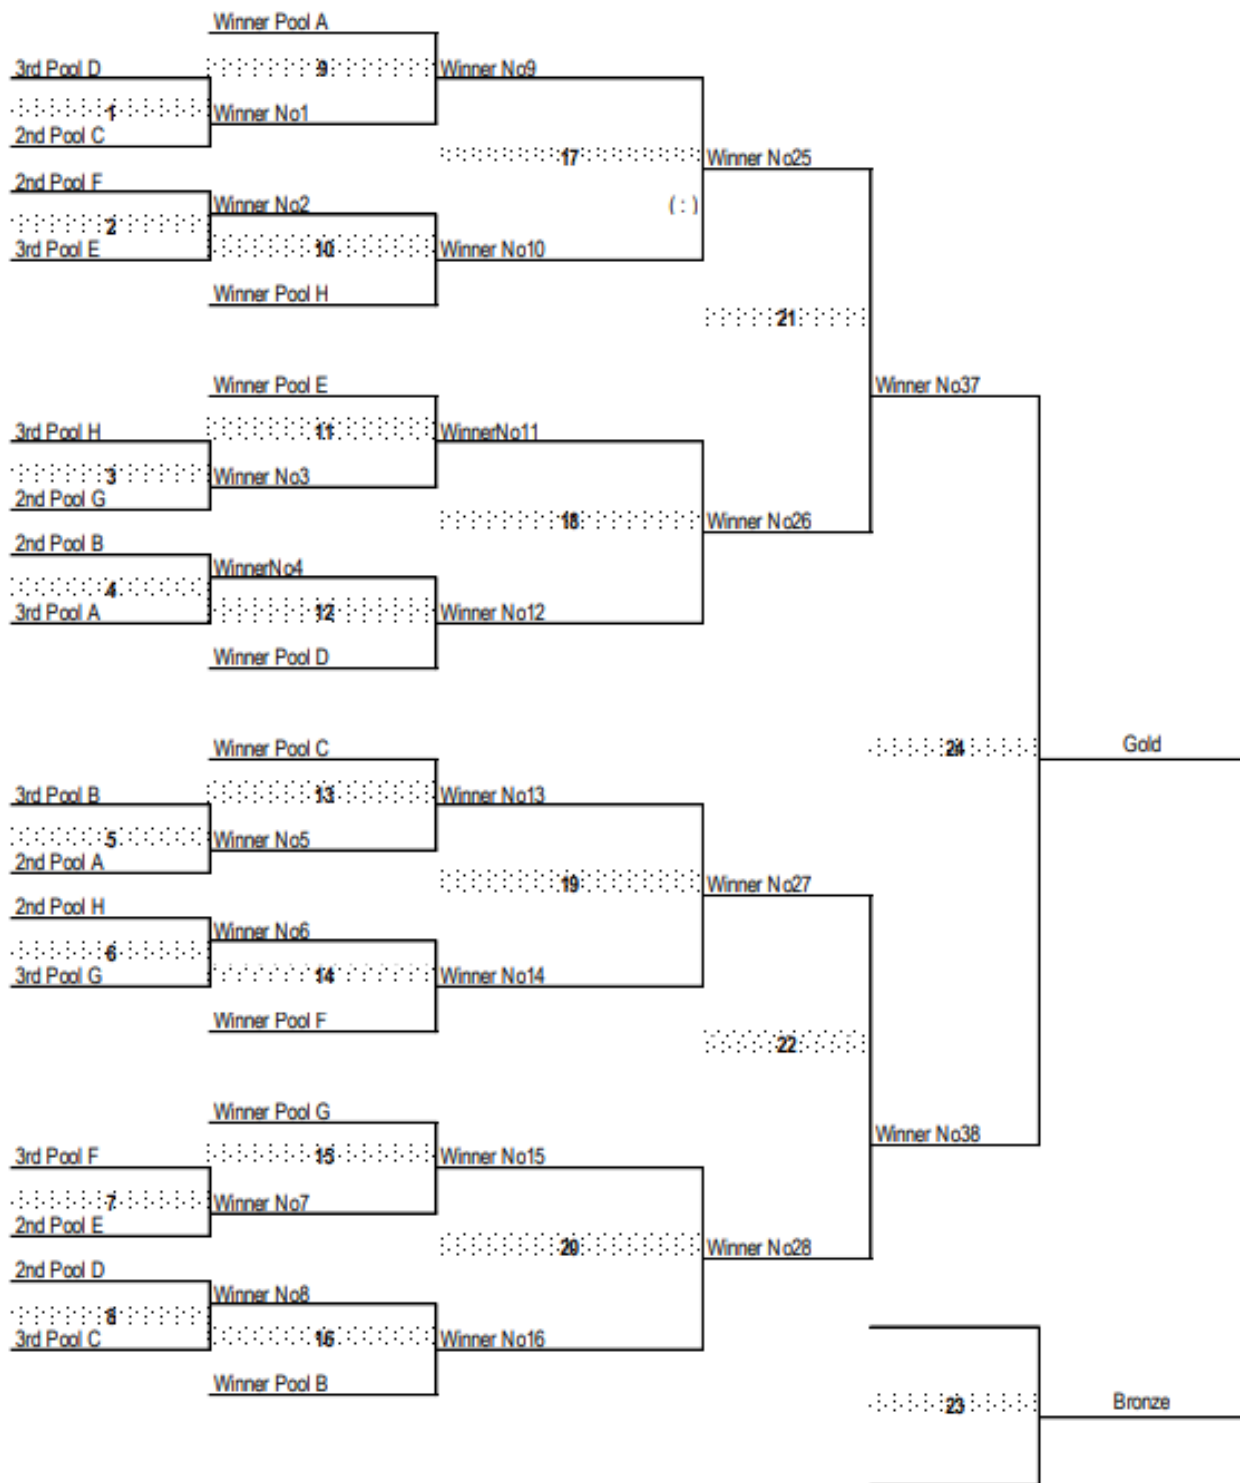 Winner Pool A
3rd Pool D
9
Winner No9
1
Winner No1
2nd Pool C
17
Winner No25
2nd Pool F
Winner No2
( : )
2
10
3rd Pool E
Winner No10
Winner Pool H
21
Winner Pool E
Winner No37
3rd Pool H
11
WinnerNo11
3
Winner No3
2nd Pool G
18
Winner No26
2nd Pool B
WinnerNo4
4
12
3rd Pool A
Winner No12
Winner Pool D
Winner Pool C
24
Gold
3rd Pool B
13
Winner No13
5
Winner No5
2nd Pool A
19
Winner No27
2nd Pool H
Winner No6
6
14
3rd Pool G
Winner No14
Winner Pool F
22
Winner Pool G
Winner No38
3rd Pool F
15
Winner No15
7
Winner No7
2nd Pool E
20
Winner No28
2nd Pool D
Winner No8
8
16
3rd Pool C
Winner No16
Winner Pool B
23
Bronze